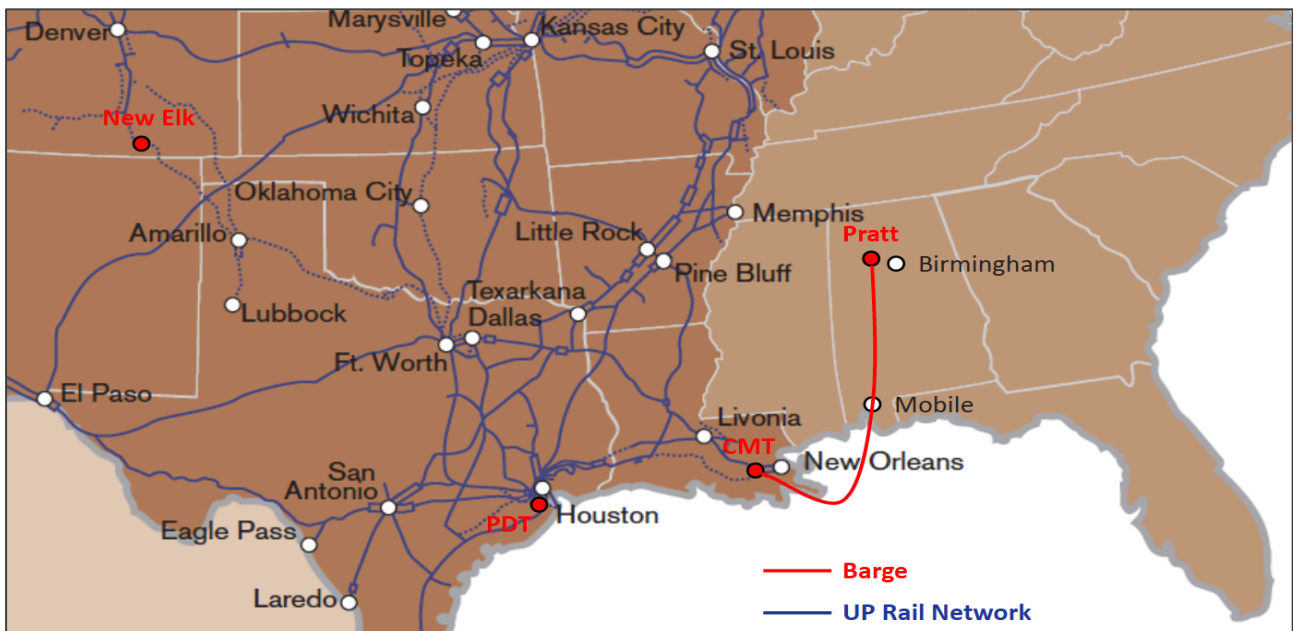 Marysville
Kansas City
Denver
St. Louis
Topeka
Wichita
New Elk
Oklahoma City
Memphis
Amarillo
Little Rock
Pratt
Birmingham
Pine Bluff
Texarkana
Lubbock
Dallas
Ft. Worth
El Paso
Mobile
Livonia
CMT
New Orleans
San
Antonio
PDT
Houston
Eagle Pass
Barge
Laredo
UP Rail Network